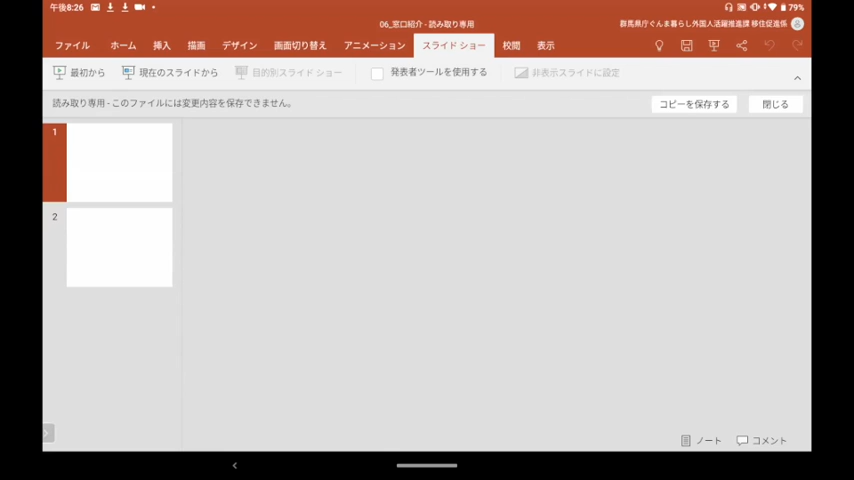 午後8:26
79%
06_窓口紹介 - 読み取り専用
群馬県庁ぐんま暮らし外国人活躍推進課 移住促進係
ファイル ホーム 挿入 描画 デザイン 画面切り替え アニメーション スライド ショー 校閲 表示
最初から 現在のスライドから 目的別スライド ショー 発表者ツールを使用する 非表示スライドに設定
読み取り専用 - このファイルには変更内容を保存できません。 コピーを保存する 閉じる
1
2
ノート コメント